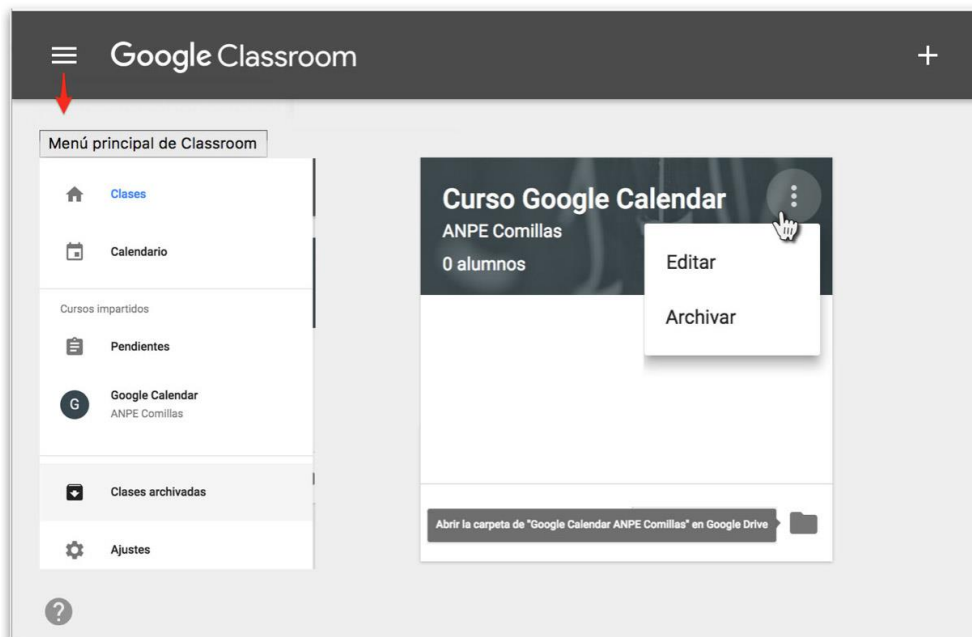 Google Classroom
+
Menú principal de Classroom
Clases
Calendario
Cursos impartidos
Pendientes
G
Google Calendar
ANPE Comillas
Clases archivadas
Ajustes
?
Curso Google Calendar
ANPE Comillas
0 alumnos
Editar
Archivar
Abrir la carpeta de "Google Calendar ANPE Comillas" en Google Drive